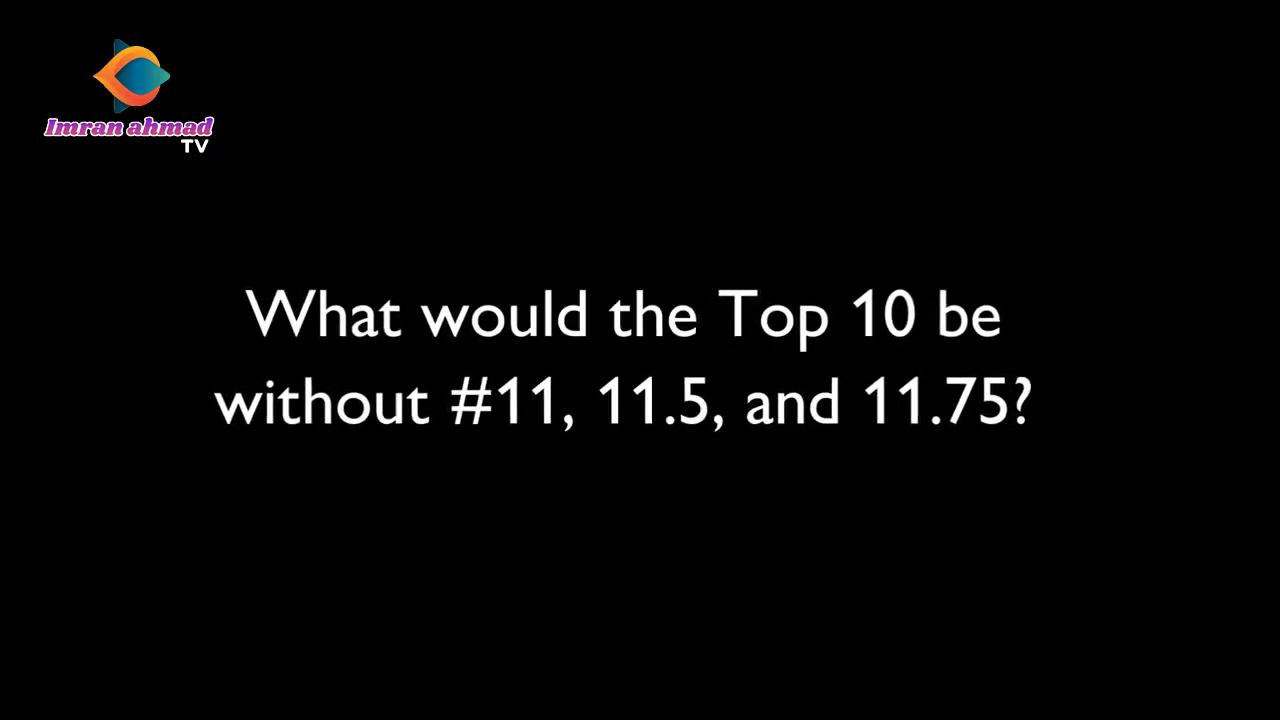 Imran ahmad
TV
What would the Top 10 be
without #11, 11.5, and 11.75?